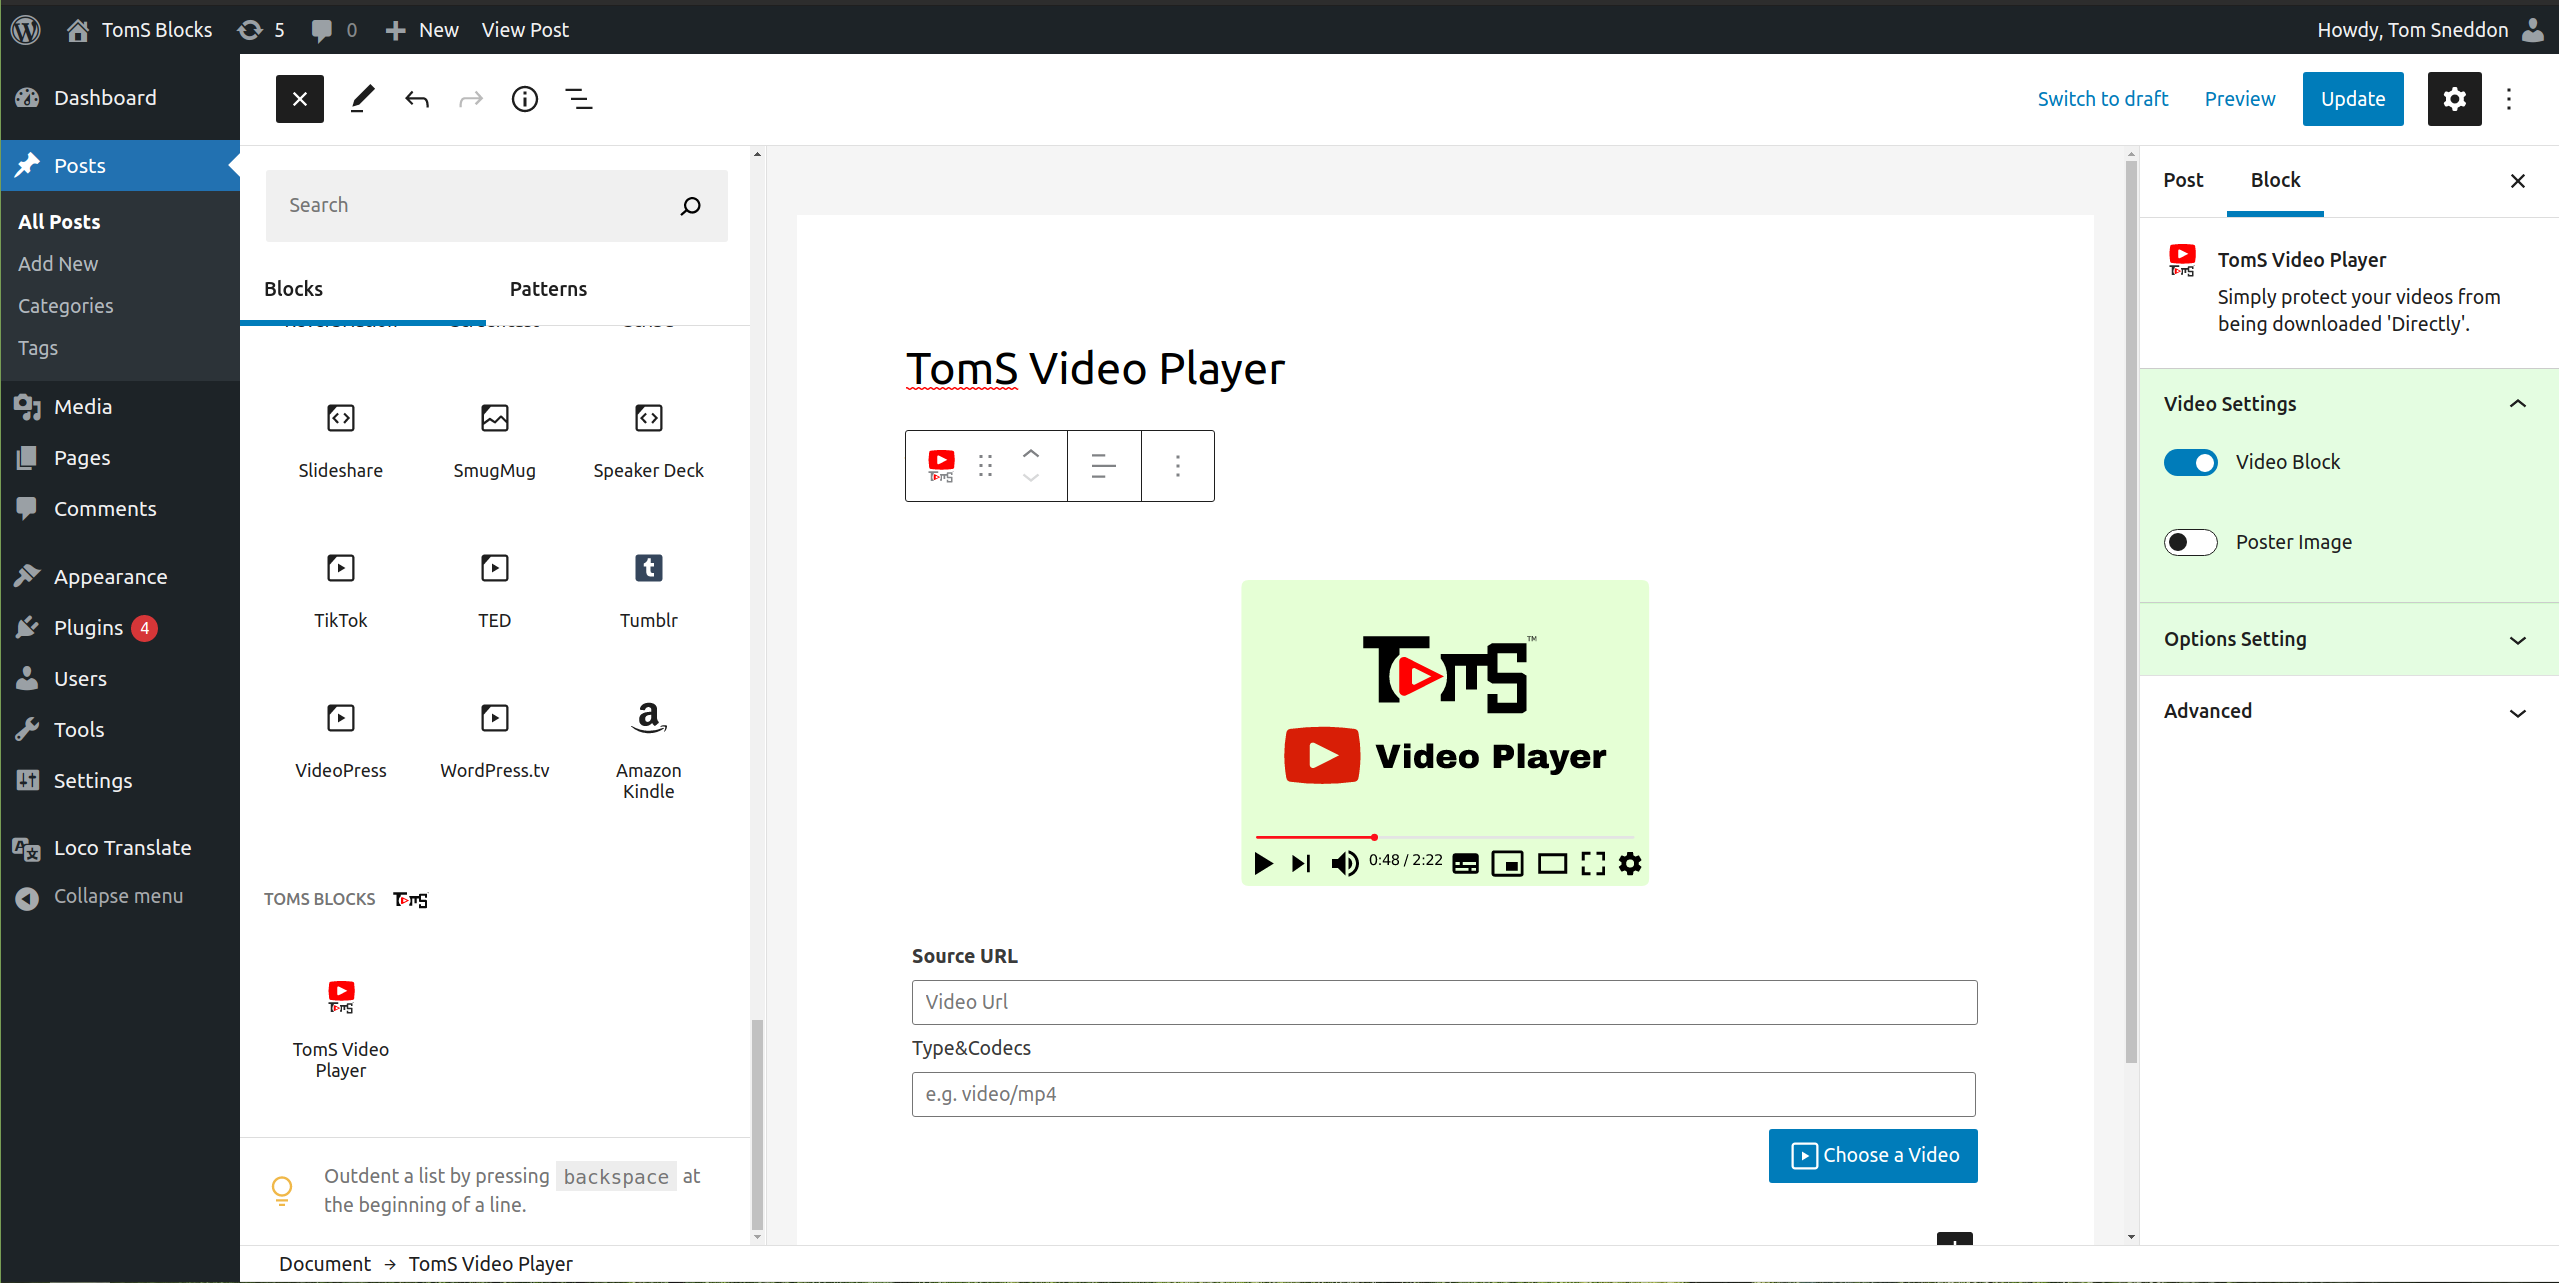 TomS Blocks 5 0 New View Post Howdy, Tom Sneddon
Dashboard
Posts
All Posts
Add New
Categories
Tags
Media
Pages
Comments
Appearance
Plugins 4
Users
Tools
Settings
Loco Translate
Collapse menu
Switch to draft Preview Update
Search
Blocks Patterns
Slideshare SmugMug Speaker Deck
TikTok TED Tumblr
VideoPress WordPress.tv Amazon
Kindle
TOMS BLOCKS TomS
TomS
TomS Video
Player
Outdent a list by pressing backspace at
the beginning of a line.
Document → TomS Video Player
TomS Video Player
TomS
TomS™
Video Player
0:48 / 2:22
Source URL
Video Url
Type&Codecs
e.g. video/mp4
Choose a Video
Post Block
TomS
TomS Video Player
Simply protect your videos from
being downloaded 'Directly'.
Video Settings
Video Block
Poster Image
Options Setting
Advanced